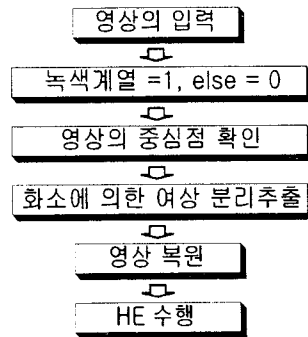 영상의 입력
녹색계열 =1, else = 0
영상의 중심점 확인
화소에 의한 여상 분리추출
영상 복원
HE 수행